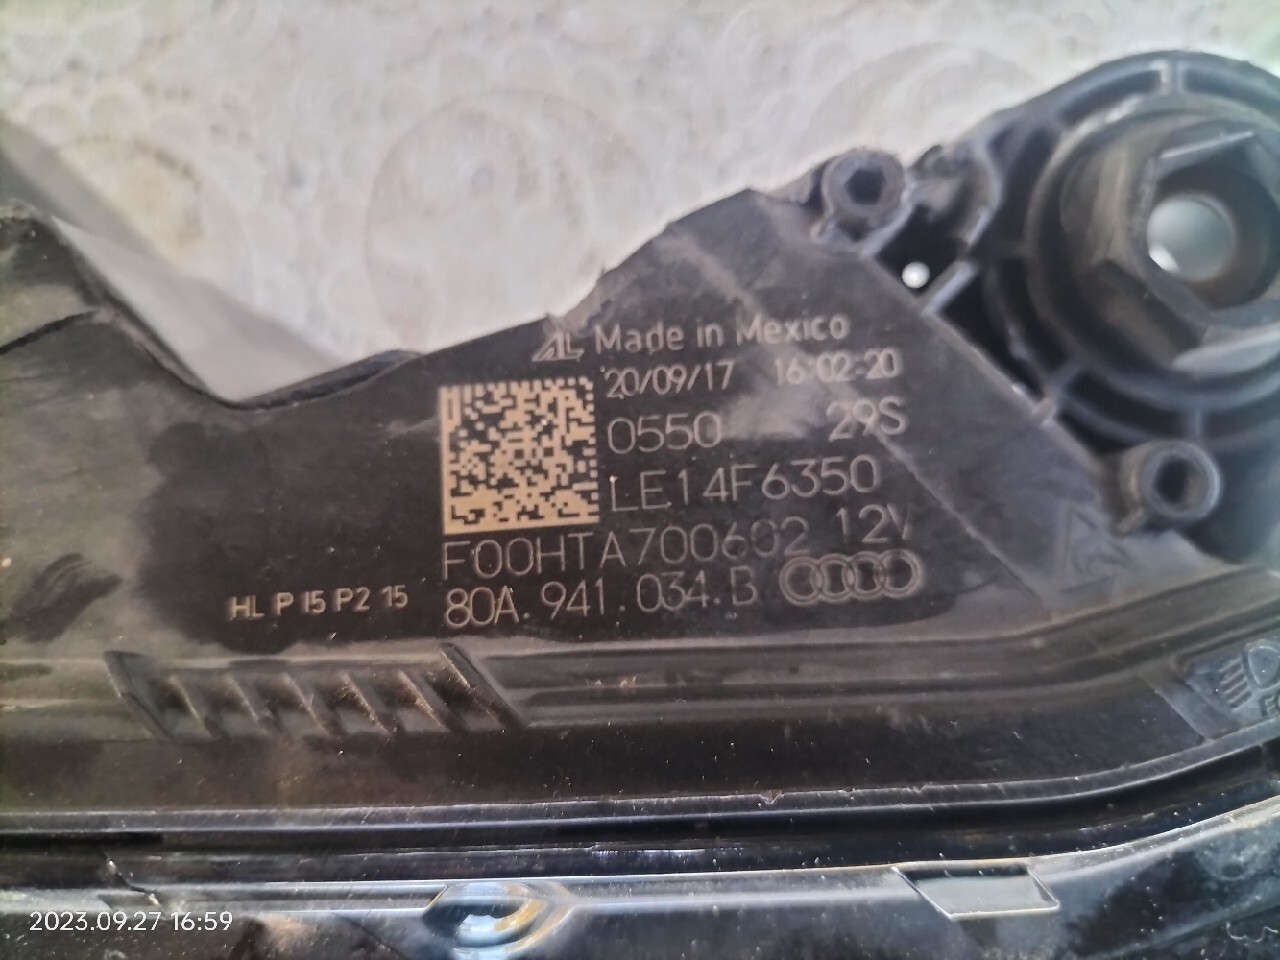 AL Made in Mexico
20/09/17 16:02:20
0550 29S
LE14F6350
F00HTA700602 12V
HL P 15 P2 15
80A.941.034.B
2023.09.27 16:59